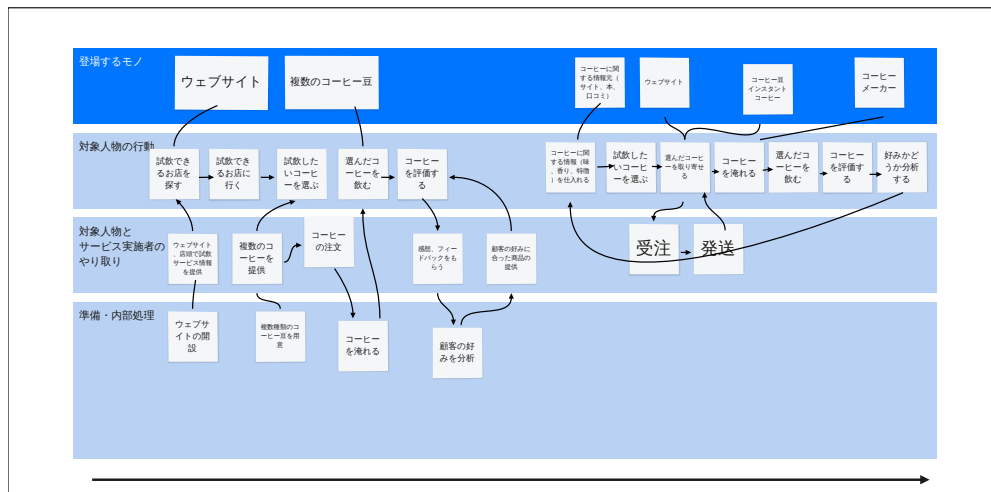 登場するモノ
ウェブサイト
複数のコーヒー豆
コーヒーに関
する情報元（
サイト、本、
口コミ）
ウェブサイト
コーヒー豆
インスタント
コーヒー
コーヒー
メーカー
対象人物の行動
試飲でき
るお店を
探す
試飲でき
るお店に
行く
試飲した
いコーヒ
ーを選ぶ
選んだコ
ーヒーを
飲む
コーヒー
を評価す
る
コーヒーに関
する情報（味
、香り、特徴
）を仕入れる
試飲した
いコーヒ
ーを選ぶ
選んだコーヒ
ーを取り寄せ
る
コーヒー
を淹れる
選んだコ
ーヒーを
飲む
コーヒー
を評価す
る
好みかど
うか分析
する
対象人物と
サービス実施者の
やり取り
ウェブサイト
、店頭で試飲
サービス情報
を提供
複数のコ
ーヒーを
提供
コーヒー
の注文
感想、フィー
ドバックをも
らう
顧客の好みに
合った商品の
提供
受注
発送
準備・内部処理
ウェブサ
イトの開
設
複数種類のコ
ーヒー豆を用
意
コーヒー
を淹れる
顧客の好
みを分析